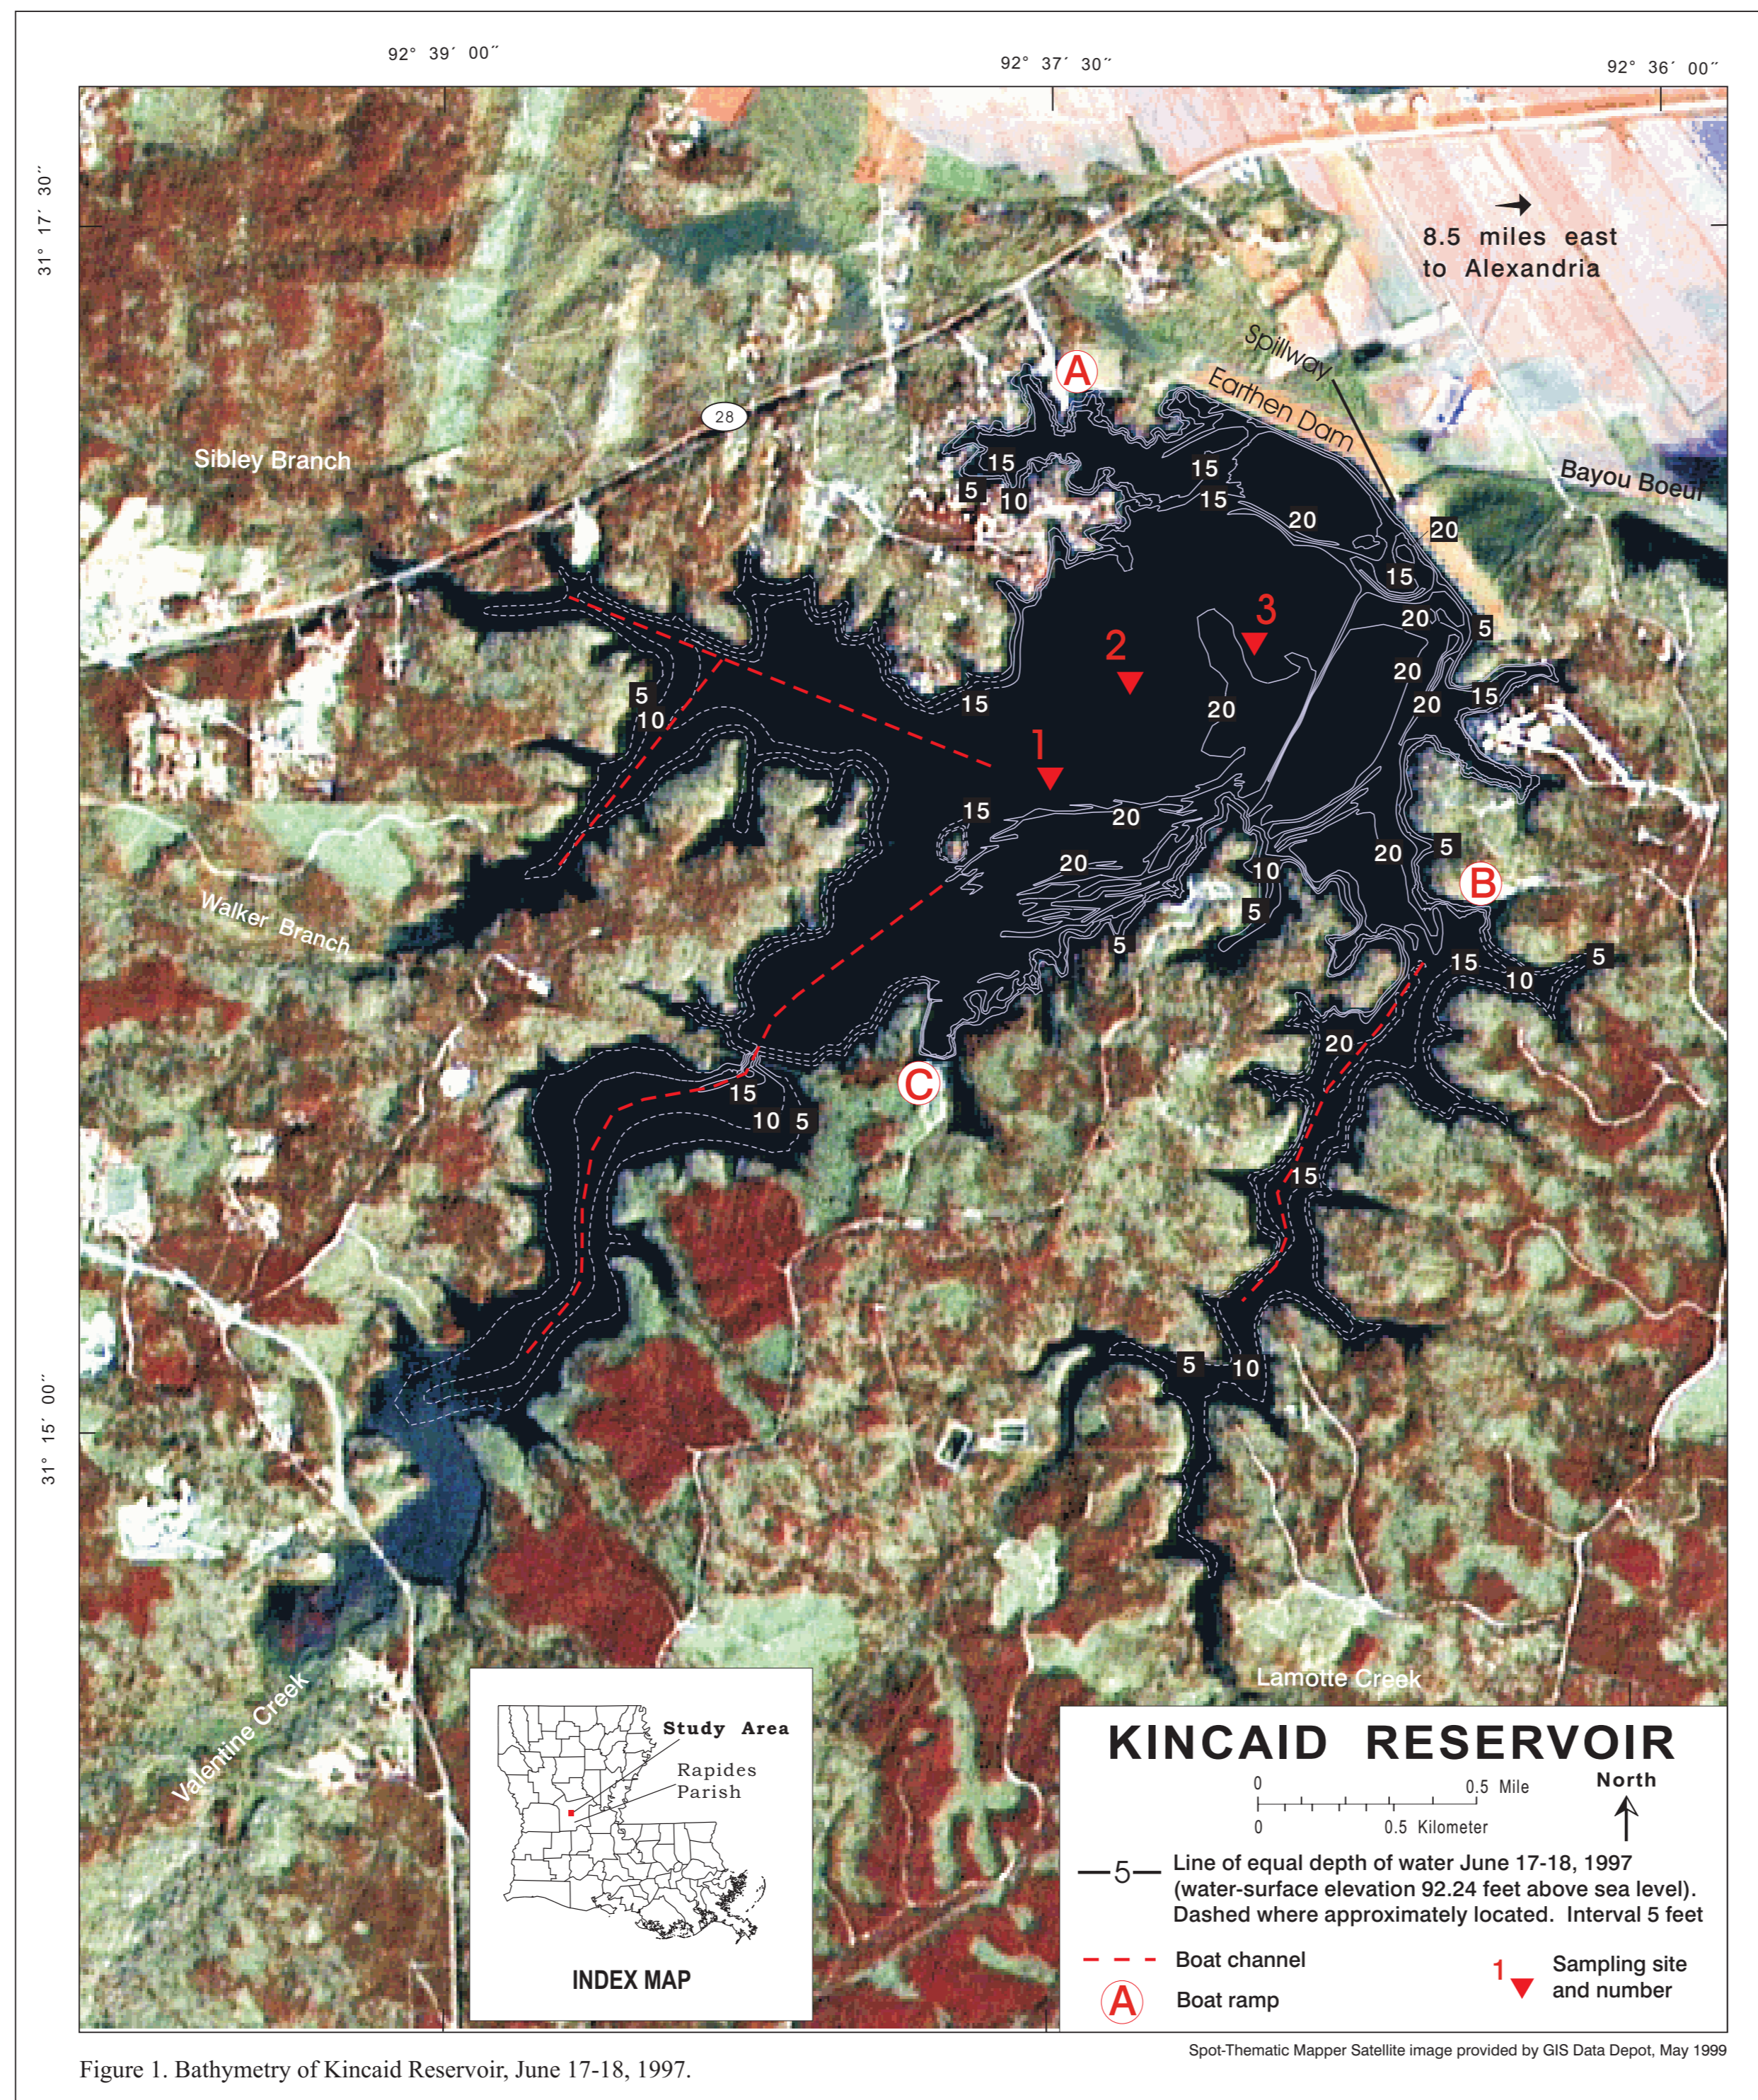 92° 39′ 00″
92° 37′ 30″
92° 36′ 00″
31° 17′ 30″
8.5 miles east
to Alexandria
Spillway
A
Earthen Dam
28
Sibley Branch
15
15
Bayou Boeuf
5
10
15
20
20
15
3
20
5
2
20
5
15
15
20
10
20
1
15
20
5
20
20
10
B
Walker Branch
5
5
5
15
10
20
C
15
10
5
15
5
10
31° 15′ 00″
Lamotte Creek
Valentine Creek
Study Area
Rapides
Parish
INDEX MAP
KINCAID RESERVOIR
0
0.5 Mile
North
0
0.5 Kilometer
5
Line of equal depth of water June 17-18, 1997
(water-surface elevation 92.24 feet above sea level).
Dashed where approximately located. Interval 5 feet
Boat channel
1
Sampling site
and number
A
Boat ramp
Spot-Thematic Mapper Satellite image provided by GIS Data Depot, May 1999
Figure 1. Bathymetry of Kincaid Reservoir, June 17-18, 1997.